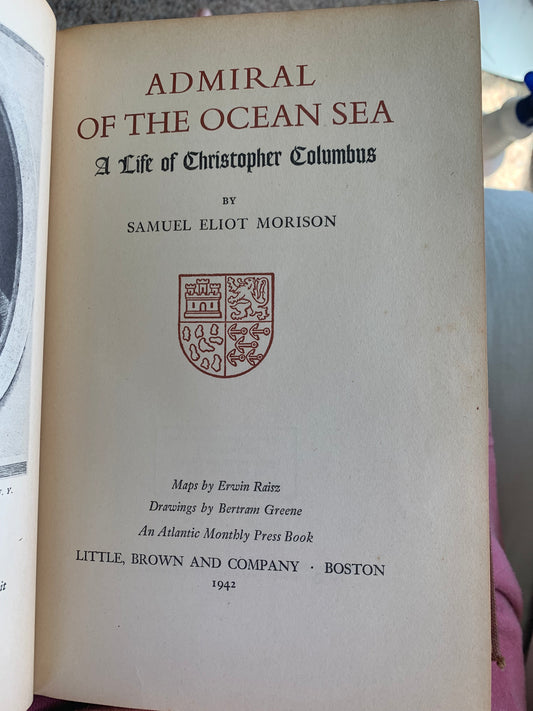 ADMIRAL
OF THE OCEAN SEA
A Life of Christopher Columbus
BY
SAMUEL ELIOT MORISON
Maps by Erwin Raisz
Drawings by Bertram Greene
An Atlantic Monthly Press Book
LITTLE, BROWN AND COMPANY · BOSTON
1942
Y.
it